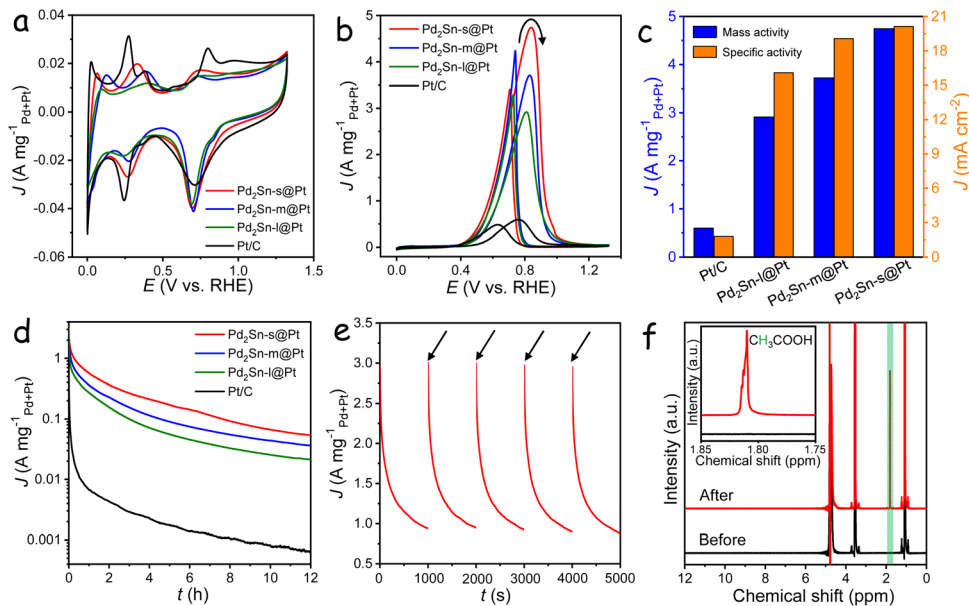 a
0.04
0.02
0.00
-0.02
-0.04
-0.06
J (A mg⁻¹Pd+Pt)
Pd₂Sn-s@Pt
Pd₂Sn-m@Pt
Pd₂Sn-l@Pt
Pt/C
0.0 0.5 1.0 1.5
E (V vs. RHE)
b
5
4
3
2
1
0
J (A mg⁻¹Pd+Pt)
Pd₂Sn-s@Pt
Pd₂Sn-m@Pt
Pd₂Sn-l@Pt
Pt/C
0.0 0.4 0.8 1.2
E (V vs. RHE)
c
5
4
3
2
1
0
J (A mg⁻¹Pd+Pt)
Mass activity
Specific activity
21
18
15
12
9
6
3
0
J (mA cm⁻²)
Pt/C
Pd₂Sn-l@Pt
Pd₂Sn-m@Pt
Pd₂Sn-s@Pt
d
1
0.1
0.01
0.001
J (A mg⁻¹Pd+Pt)
Pd₂Sn-s@Pt
Pd₂Sn-m@Pt
Pd₂Sn-l@Pt
Pt/C
0 2 4 6 8 10 12
t (h)
e
3.5
3.0
2.5
2.0
1.5
1.0
0.5
J (A mg⁻¹Pd+Pt)
0 1000 2000 3000 4000 5000
t (s)
f
Intensity (a.u.)
CH₃COOH
Intensity (a.u.)
1.85 1.80 1.75
Chemical shift (ppm)
After
Before
12 10 8 6 4 2 0
Chemical shift (ppm)